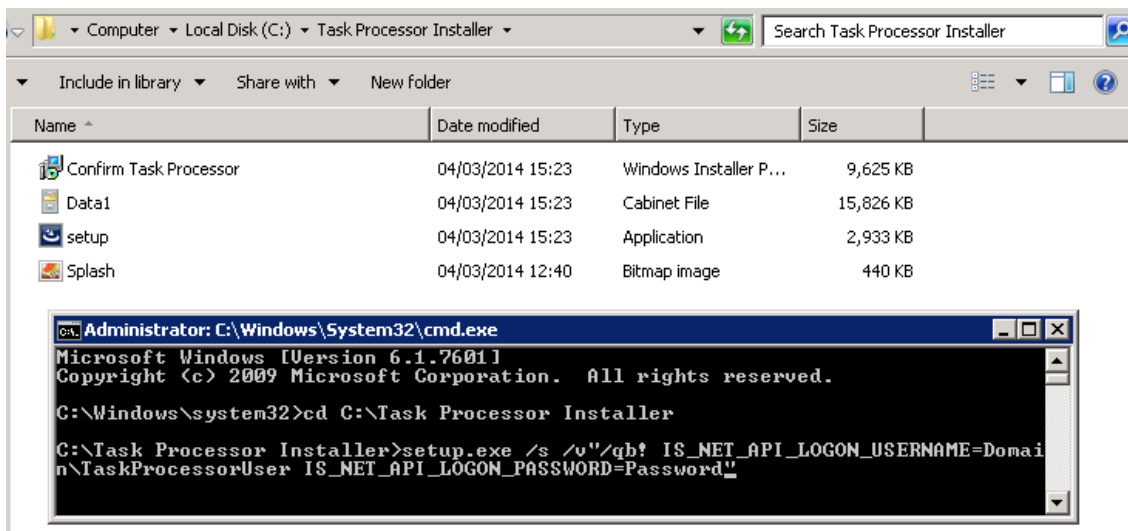 Computer Local Disk (C:) Task Processor Installer
Search Task Processor Installer
Include in library Share with New folder
Name Date modified Type Size
Confirm Task Processor 04/03/2014 15:23 Windows Installer P... 9,625 KB
Data1 04/03/2014 15:23 Cabinet File 15,826 KB
setup 04/03/2014 15:23 Application 2,933 KB
Splash 04/03/2014 12:40 Bitmap image 440 KB
Administrator: C:\Windows\System32\cmd.exe
Microsoft Windows [Version 6.1.7601]
Copyright (c) 2009 Microsoft Corporation.  All rights reserved.
C:\Windows\system32>cd C:\Task Processor Installer
C:\Task Processor Installer>setup.exe /s /v"/qb! IS_NET_API_LOGON_USERNAME=Domai
n\TaskProcessorUser IS_NET_API_LOGON_PASSWORD=Password"